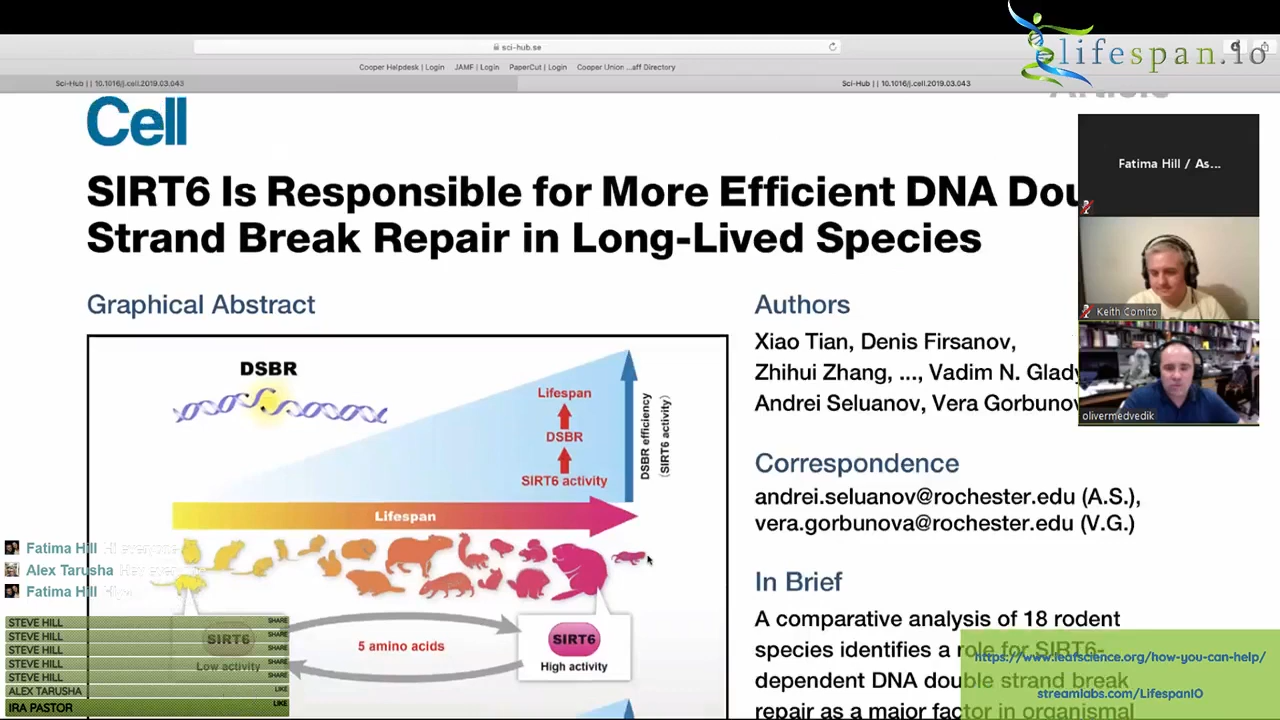 elifespan.io
sci-hub.se
Cooper Helpdesk | Login JAMF | Login PaperCut | Login Cooper Union ...aff Directory
Sci-Hub || 10.1016/j.cell.2019.03.043
Sci-Hub || 10.1016/j.cell.2019.03.043
Article
Cell
SIRT6 Is Responsible for More Efficient DNA Dou
Strand Break Repair in Long-Lived Species
Graphical Abstract
DSBR
Lifespan
DSBR
SIRT6 activity
DSBR efficiency
(SIRT6 activity)
Lifespan
SIRT6
Low activity
5 amino acids
SIRT6
High activity
Authors
Xiao Tian, Denis Firsanov,
Zhihui Zhang, ..., Vadim N. Glady
Andrei Seluanov, Vera Gorbunov
Correspondence
andrei.seluanov@rochester.edu (A.S.),
vera.gorbunova@rochester.edu (V.G.)
In Brief
A comparative analysis of 18 rodent
species identifies a role for SIRT6-
dependent DNA double strand break
repair as a major factor in organismal
Fatima Hill / As...
Keith Comito
olivermedvedik
Fatima Hill Hi everyone
Alex Tarusha Hey
Fatima Hill
STEVE HILL SHARE
STEVE HILL SHARE
STEVE HILL SHARE
STEVE HILL SHARE
STEVE HILL SHARE
ALEX TARUSHA LIKE
IRA PASTOR LIKE
https://www.leafscience.org/how-you-can-help/
streamlabs.com/LifespanIO